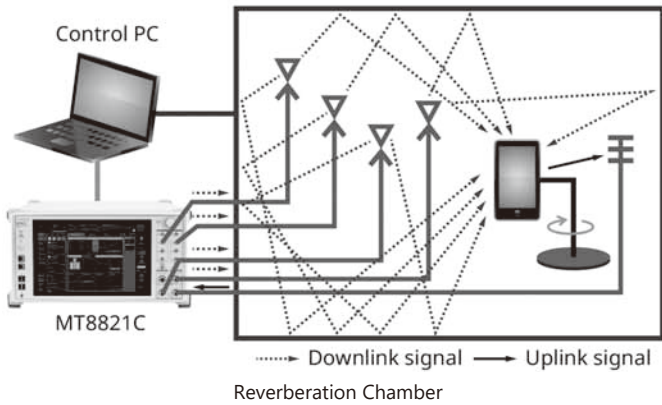 Control PC
MT8821C
Downlink signal
Uplink signal
Reverberation Chamber